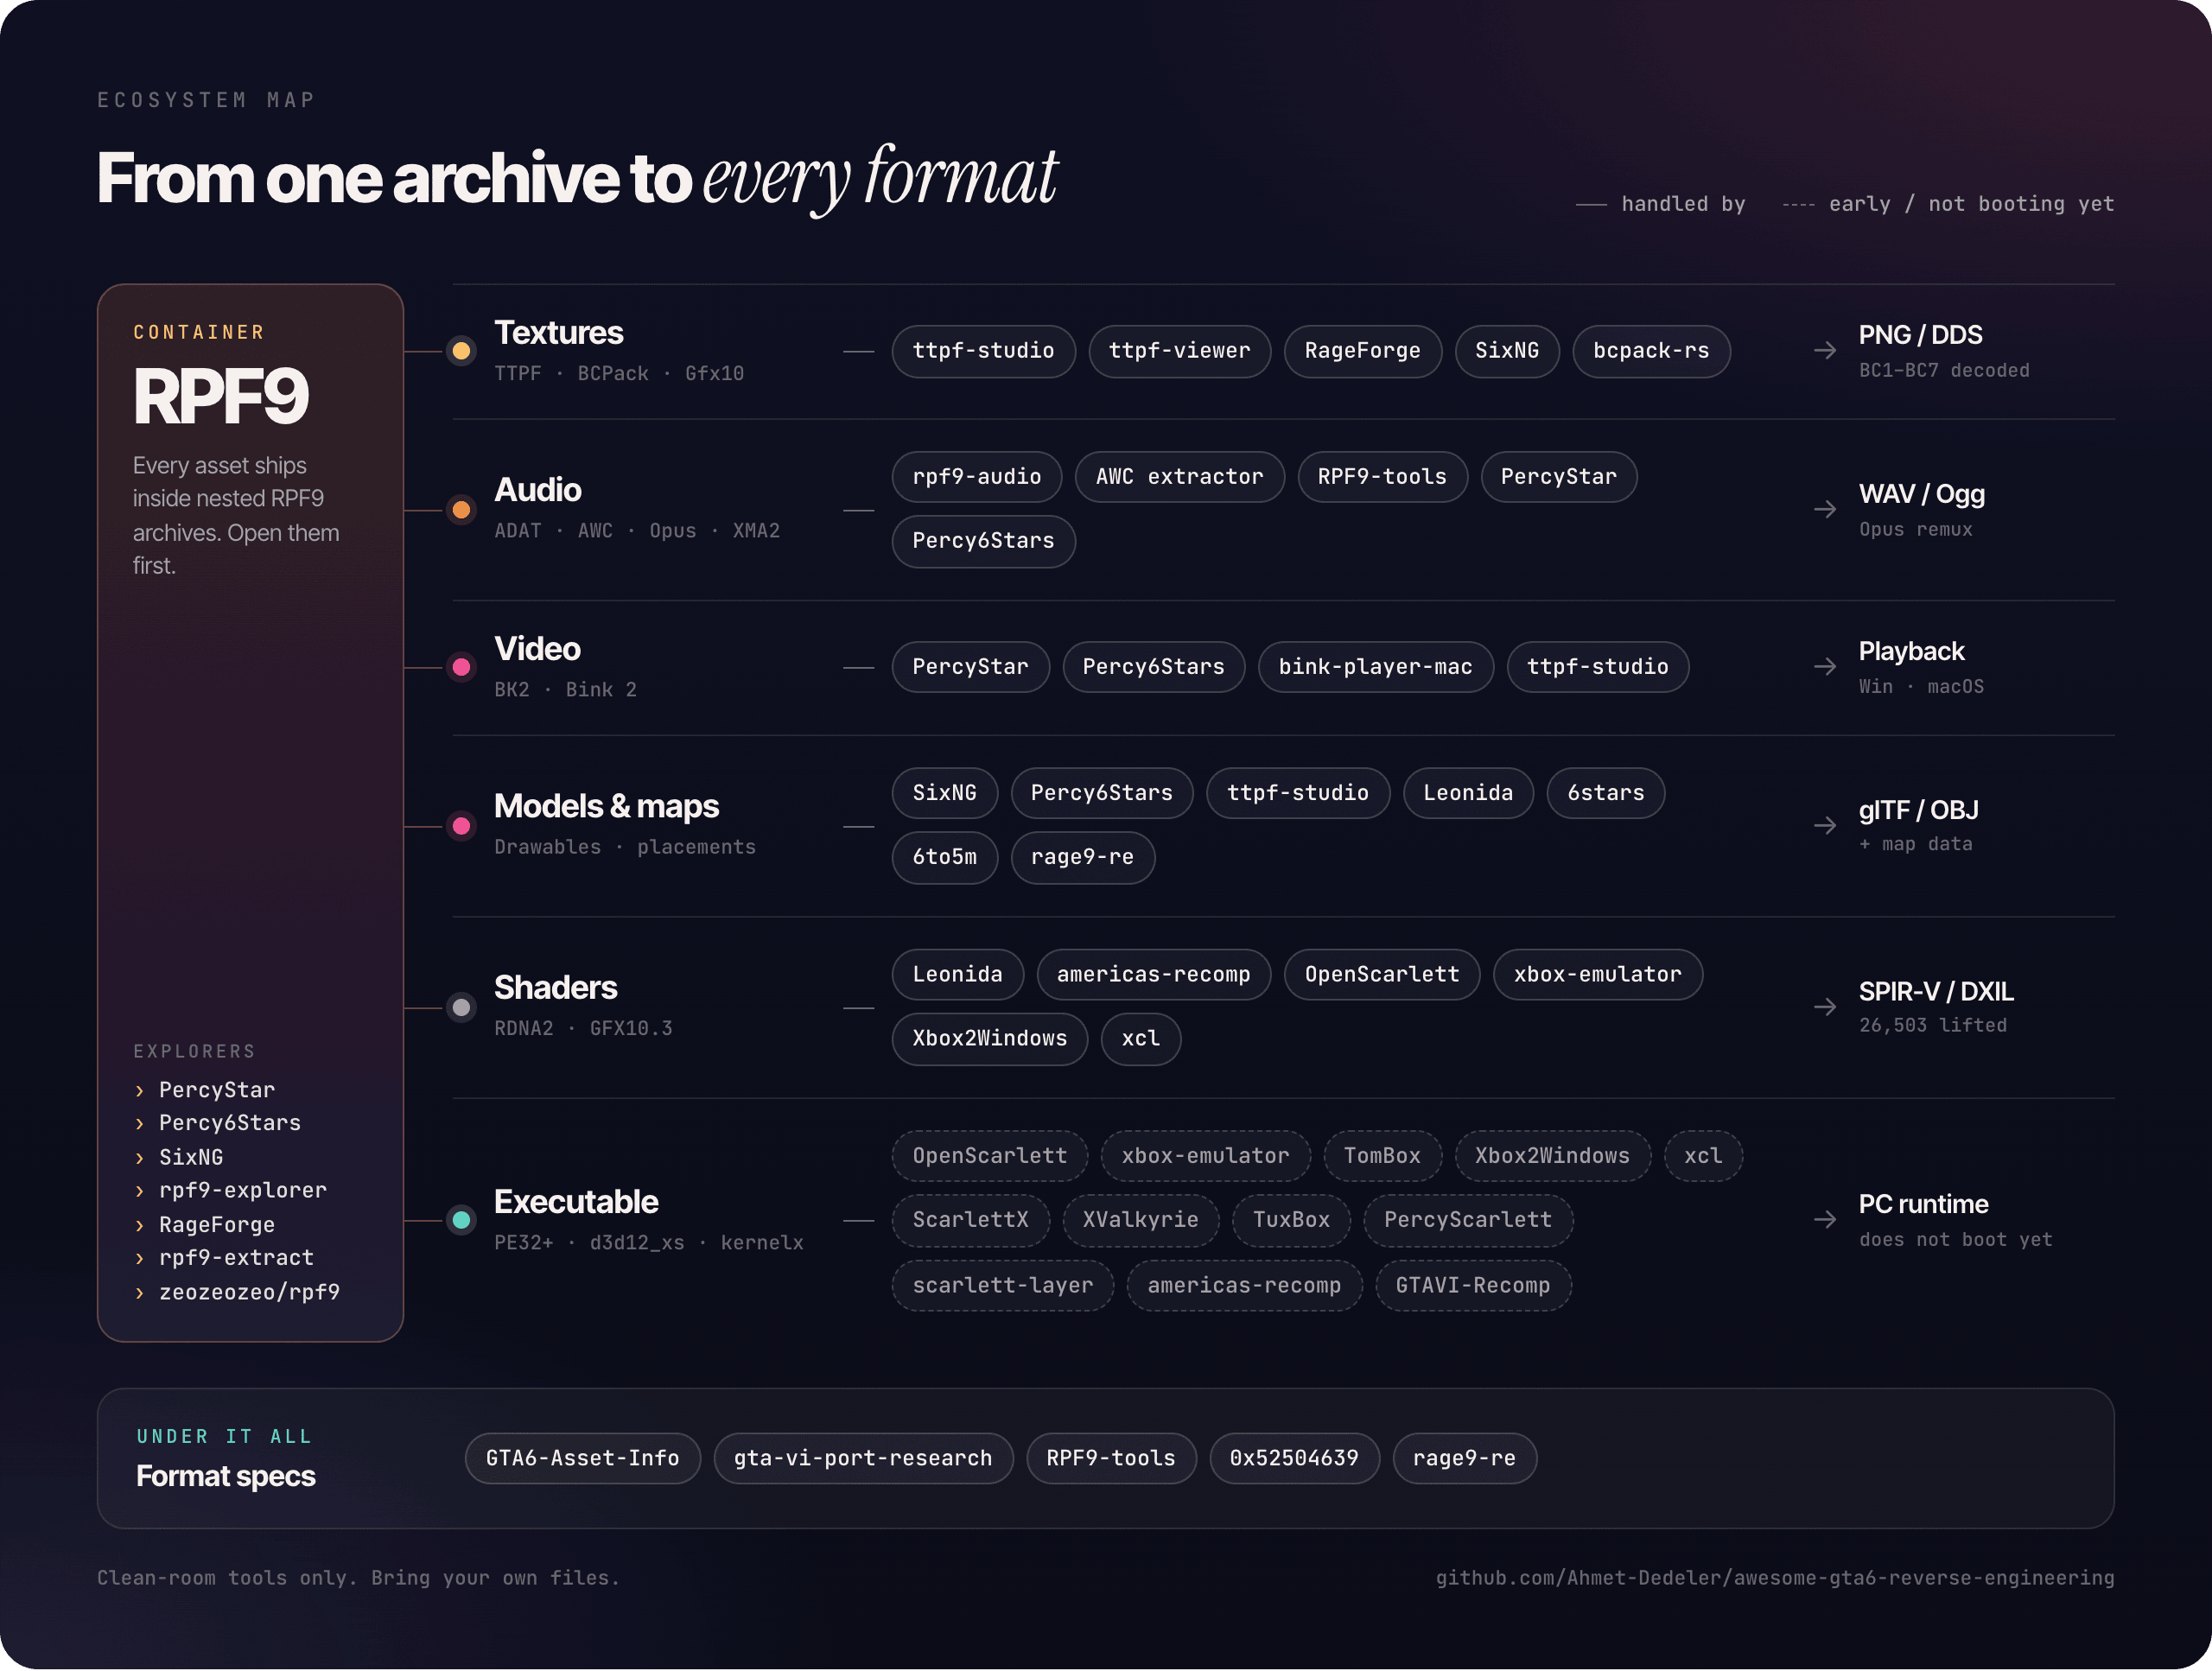 ECOSYSTEM MAP
From one archive to every format
handled by
early / not booting yet
CONTAINER
RPF9
Every asset ships
inside nested RPF9
archives. Open them
first.
EXPLORERS
› PercyStar
› Percy6Stars
› SixNG
› rpf9-explorer
› RageForge
› rpf9-extract
› zeozeozeo/rpf9
Textures
TTPF · BCPack · Gfx10
ttpf-studio ttpf-viewer RageForge SixNG bcpack-rs
→ PNG / DDS
BC1–BC7 decoded
Audio
ADAT · AWC · Opus · XMA2
rpf9-audio AWC extractor RPF9-tools PercyStar
Percy6Stars
→ WAV / Ogg
Opus remux
Video
BK2 · Bink 2
PercyStar Percy6Stars bink-player-mac ttpf-studio
→ Playback
Win · macOS
Models & maps
Drawables · placements
SixNG Percy6Stars ttpf-studio Leonida 6stars
6to5m rage9-re
→ glTF / OBJ
+ map data
Shaders
RDNA2 · GFX10.3
Leonida americas-recomp OpenScarlett xbox-emulator
Xbox2Windows xcl
→ SPIR-V / DXIL
26,503 lifted
Executable
PE32+ · d3d12_xs · kernelx
OpenScarlett xbox-emulator TomBox Xbox2Windows xcl
ScarlettX XValkyrie TuxBox PercyScarlett
scarlett-layer americas-recomp GTAVI-Recomp
→ PC runtime
does not boot yet
UNDER IT ALL
Format specs
GTA6-Asset-Info gta-vi-port-research RPF9-tools 0x52504639 rage9-re
Clean-room tools only. Bring your own files.
github.com/Ahmet-Dedeler/awesome-gta6-reverse-engineering